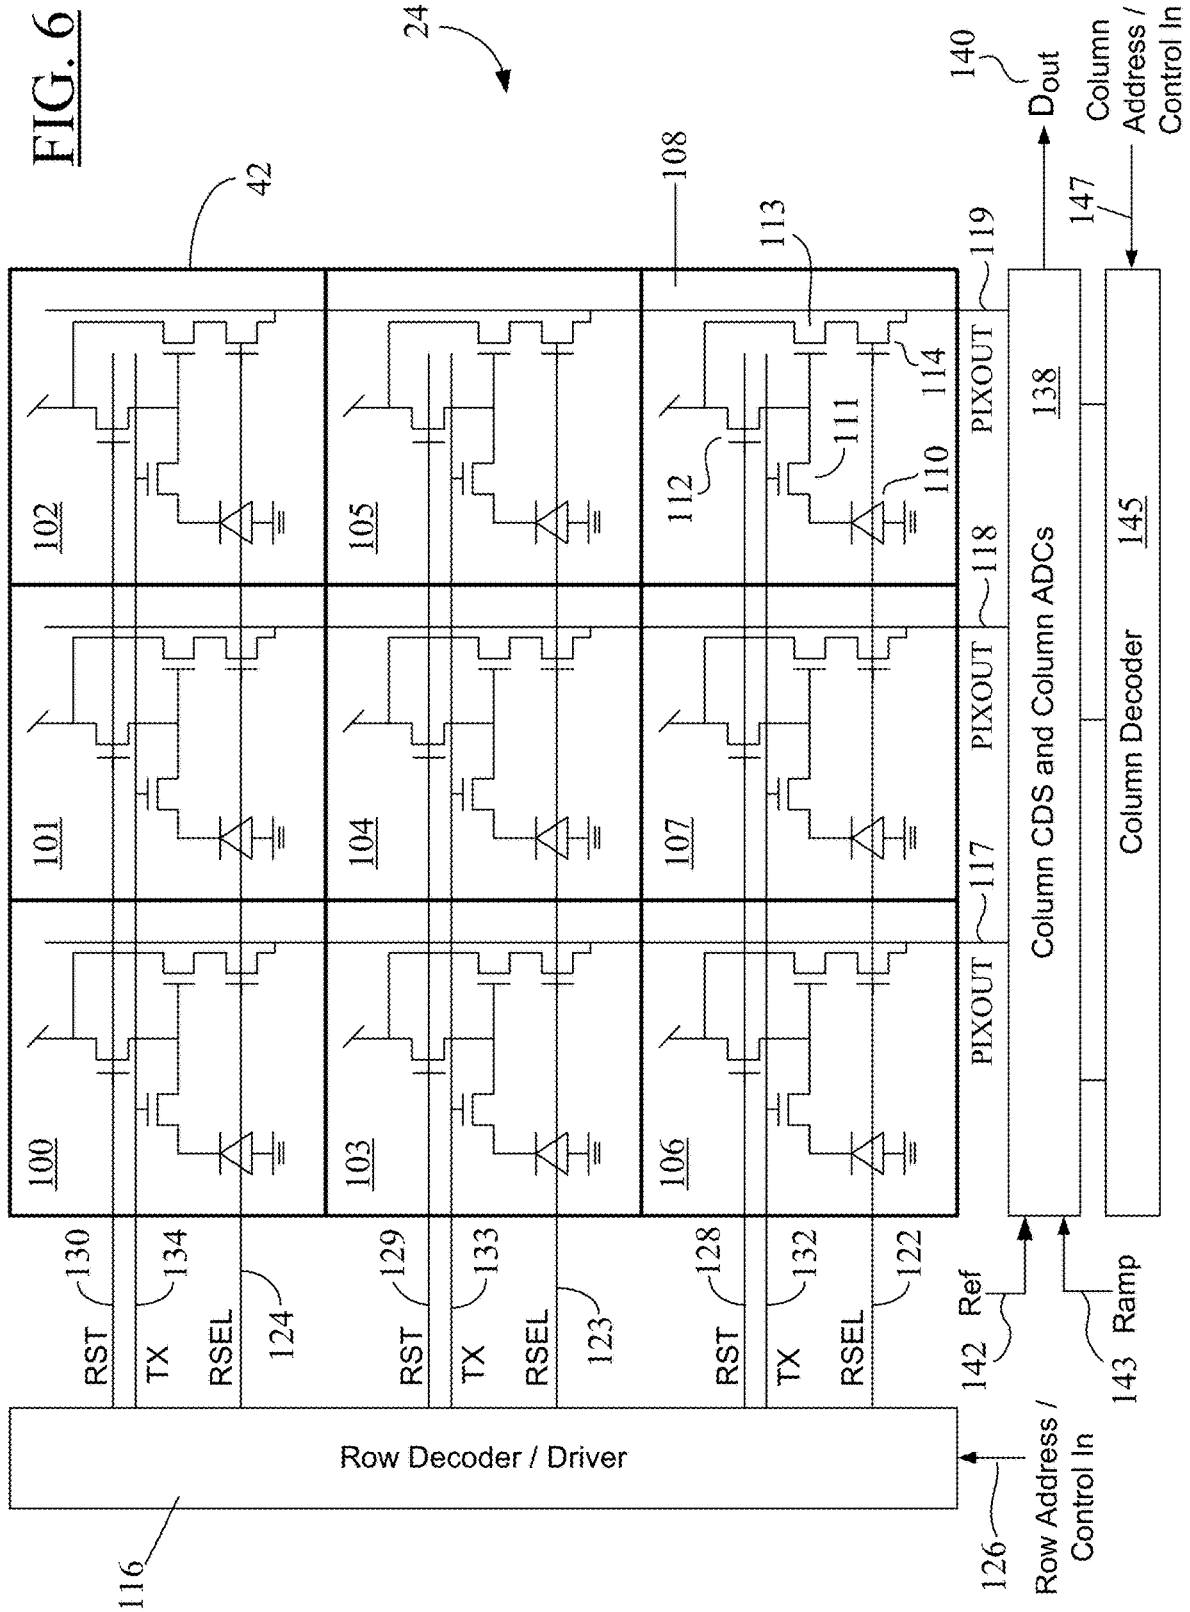 FIG. 6
24
42
116
Row Decoder / Driver
126
Row Address /
Control In
RST
130
TX
134
RSEL
124
RST
129
TX
133
RSEL
123
RST
128
TX
132
RSEL
122
100
101
102
103
104
105
106
107
108
112
111
113
110
114
PIXOUT
117
PIXOUT
118
PIXOUT
119
142
Ref
143
Ramp
Column CDS and Column ADCs
138
Column Decoder
145
140
Dout
147
Column
Address /
Control In